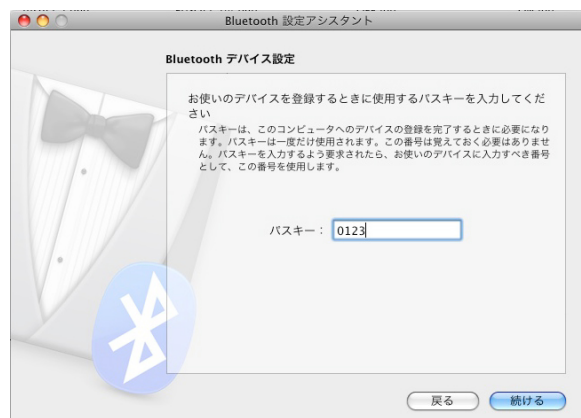 Bluetooth 設定アシスタント
Bluetooth デバイス設定
お使いのデバイスを登録するときに使用するパスキーを入力してくだ
さい
パスキーは、このコンピュータへのデバイスの登録を完了するときに必要になり
ます。パスキーは一度だけ使用されます。この番号は覚えておく必要はありませ
ん。パスキーを入力するよう要求されたら、お使いのデバイスに入力すべき番号
として、この番号を使用します。
パスキー： 0123
戻る 続ける